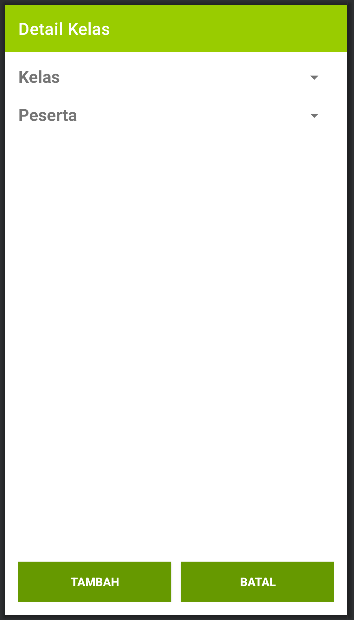 Detail Kelas
Kelas
Peserta
TAMBAH
BATAL